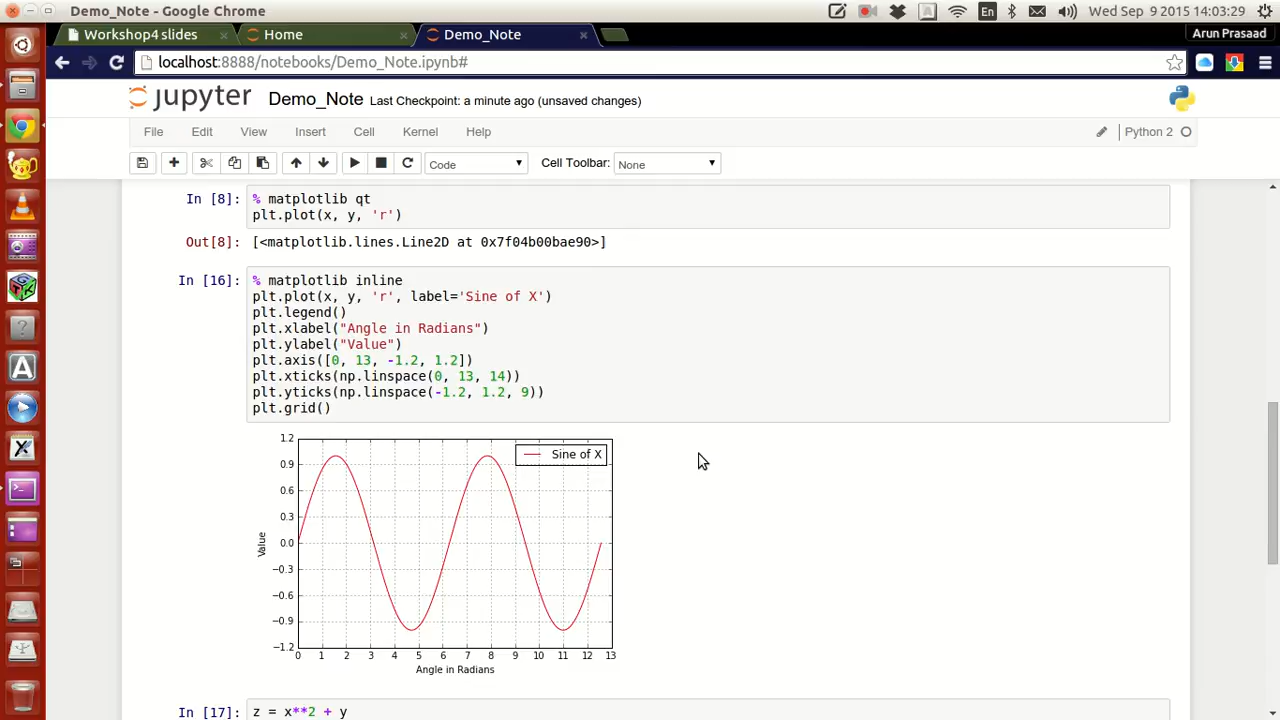 Demo_Note - Google Chrome
En
Wed Sep 9 2015 14:03:29
Workshop4 slides
Home
Demo_Note
Arun Prasaad
localhost:8888/notebooks/Demo_Note.ipynb#
jupyter Demo_Note Last Checkpoint: a minute ago (unsaved changes)
File Edit View Insert Cell Kernel Help
Python 2
Code
Cell Toolbar: None
In [8]: % matplotlib qt
plt.plot(x, y, 'r')
Out[8]: [<matplotlib.lines.Line2D at 0x7f04b00bae90>]
In [16]: % matplotlib inline
plt.plot(x, y, 'r', label='Sine of X')
plt.legend()
plt.xlabel("Angle in Radians")
plt.ylabel("Value")
plt.axis([0, 13, -1.2, 1.2])
plt.xticks(np.linspace(0, 13, 14))
plt.yticks(np.linspace(-1.2, 1.2, 9))
plt.grid()
1.2
Sine of X
0.9
0.6
0.3
0.0
Value
−0.3
−0.6
−0.9
−1.2
0 1 2 3 4 5 6 7 8 9 10 11 12 13
Angle in Radians
In [17]: z = x**2 + y